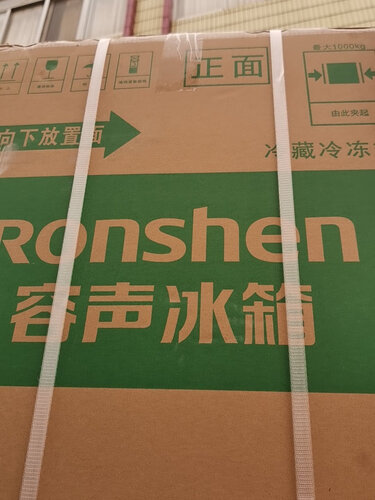 最大1000kg
正面
由此夹起
向下放置面
冷藏冷冻
Ronshen
容声冰箱